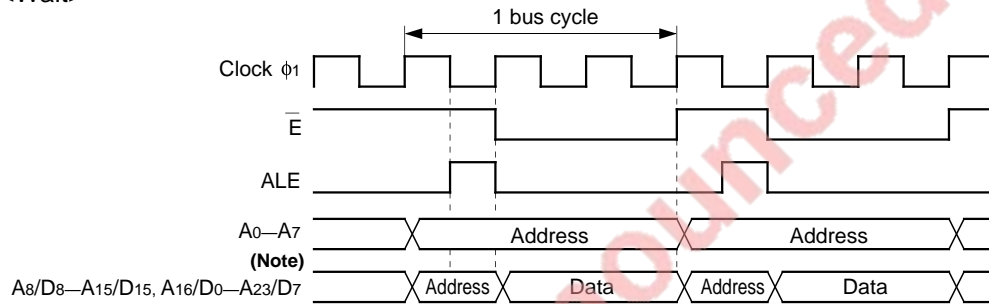 1 bus cycle
Clock ϕ1
E
ALE
A0—A7
Address
Address
(Note)
A8/D8—A15/D15, A16/D0—A23/D7
Address
Data
Address
Data